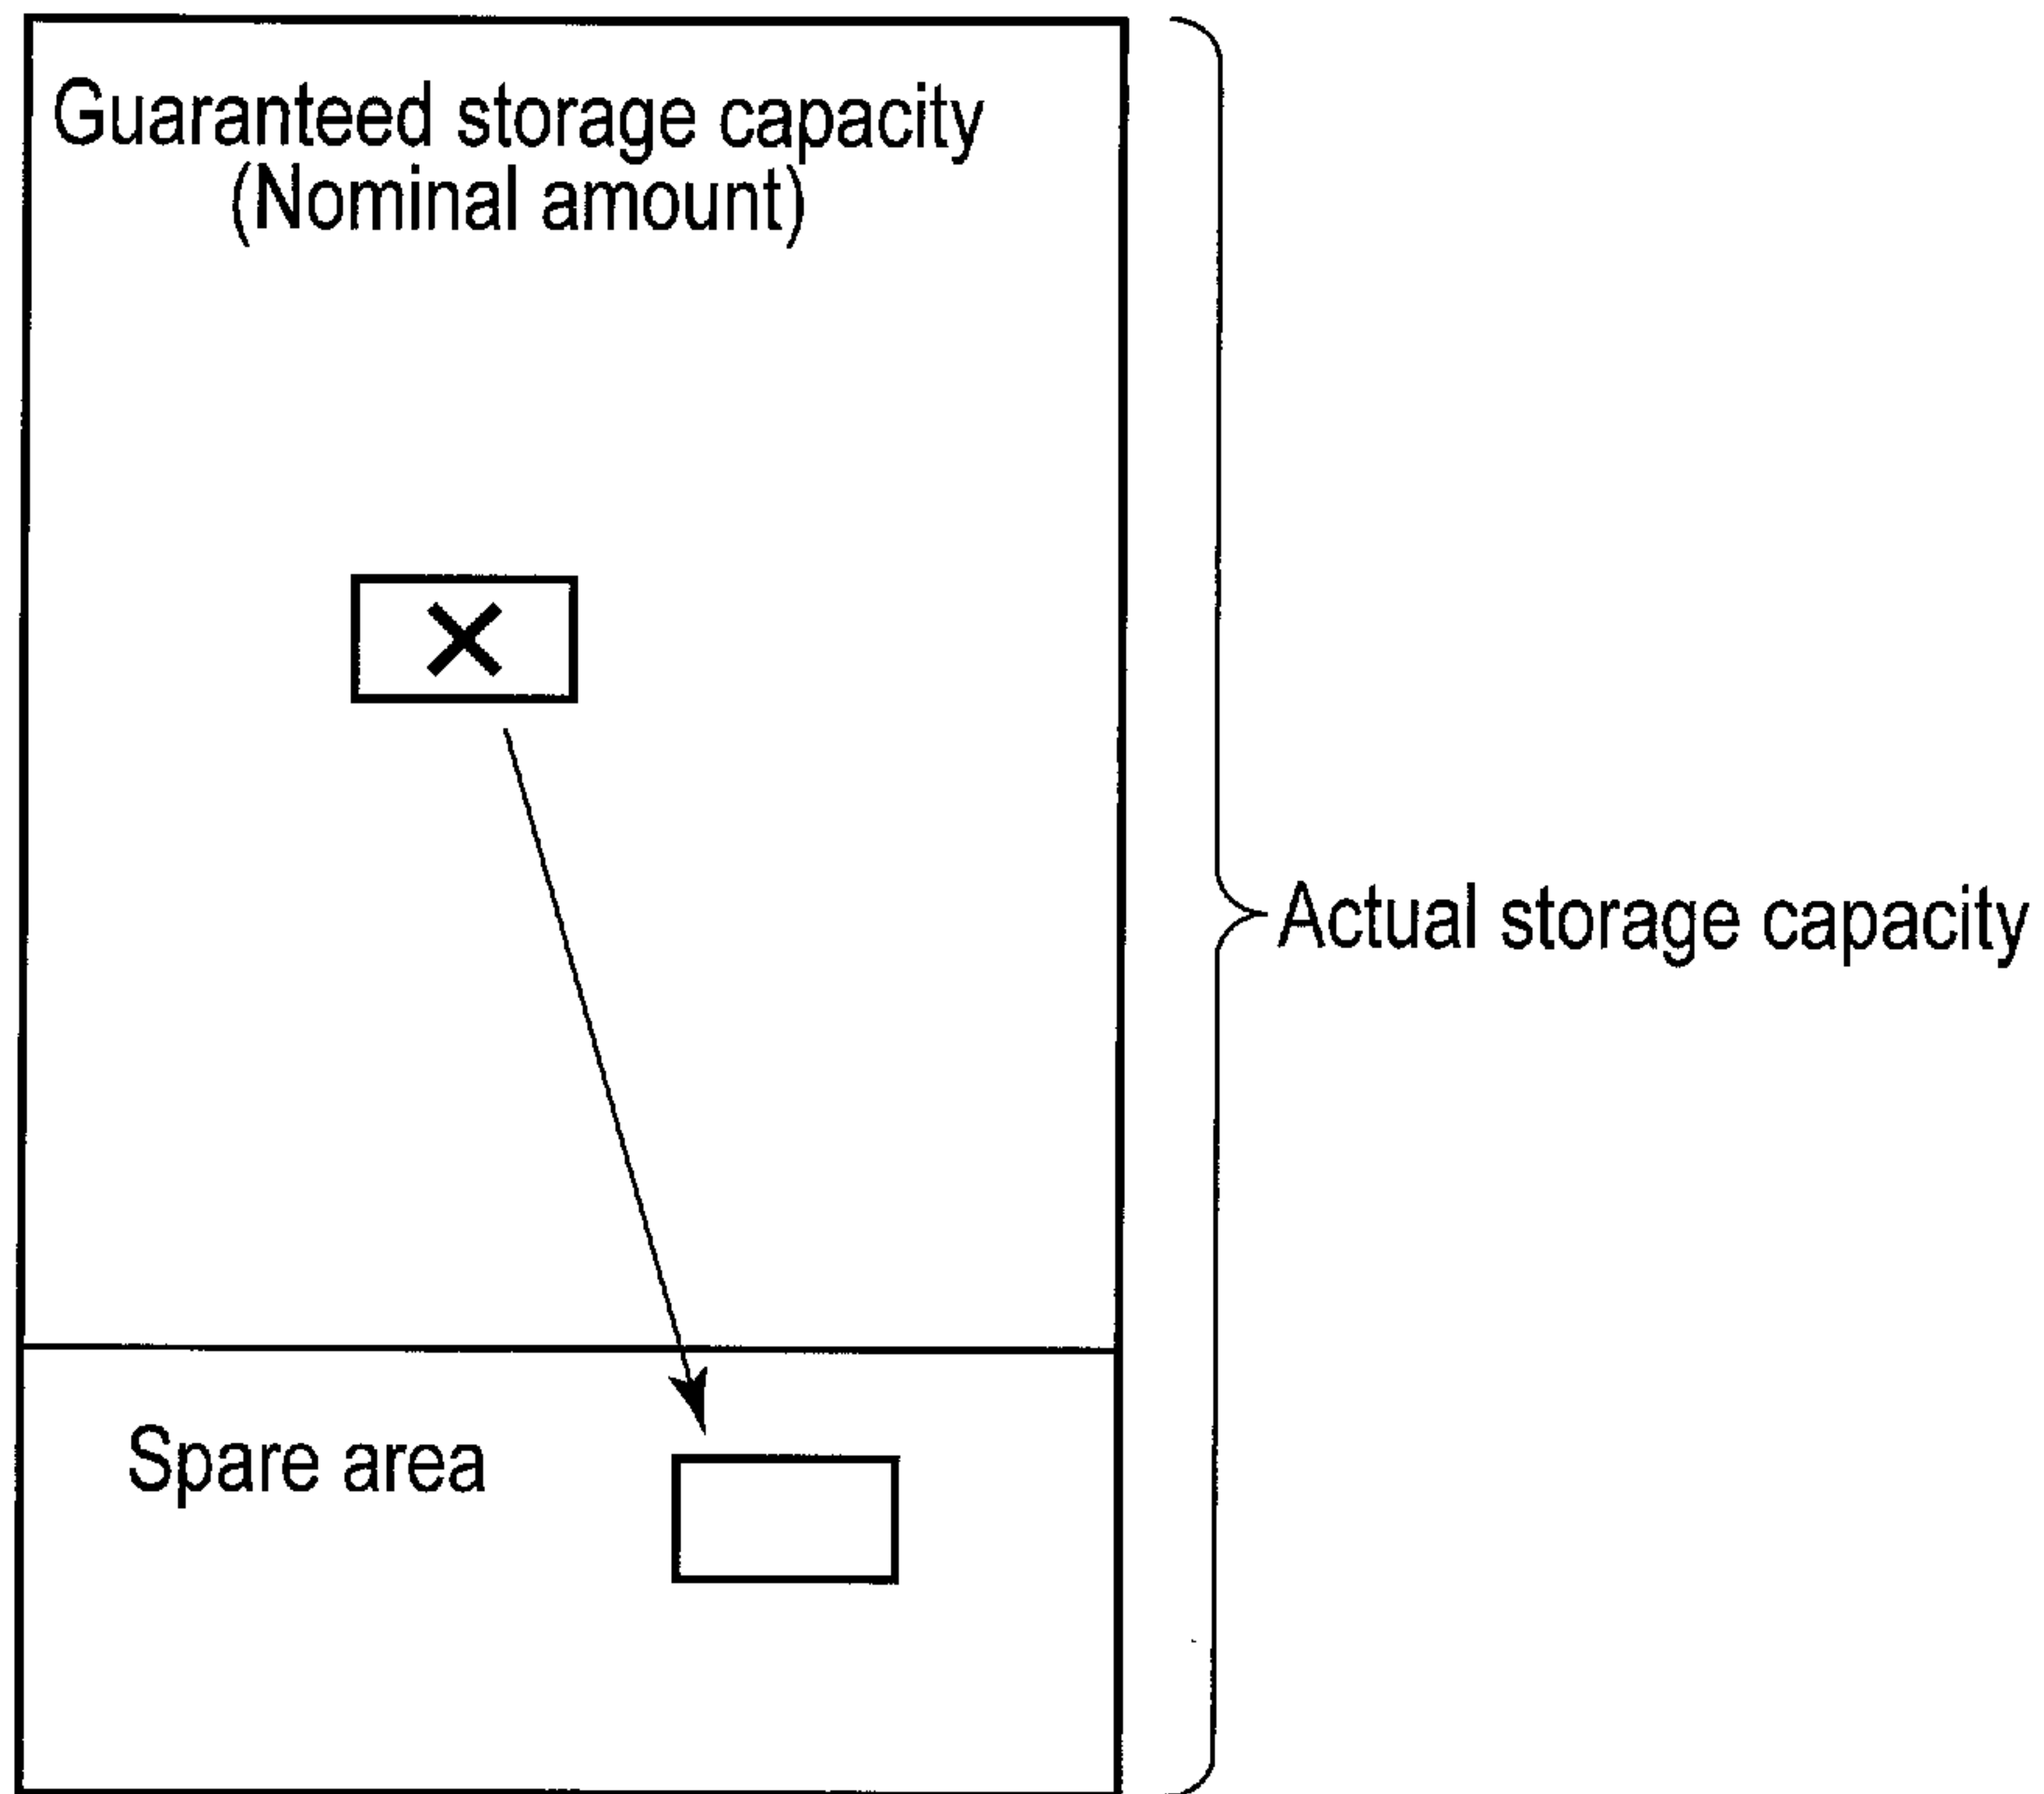 Guaranteed storage capacity
(Nominal amount)
Actual storage capacity
Spare area